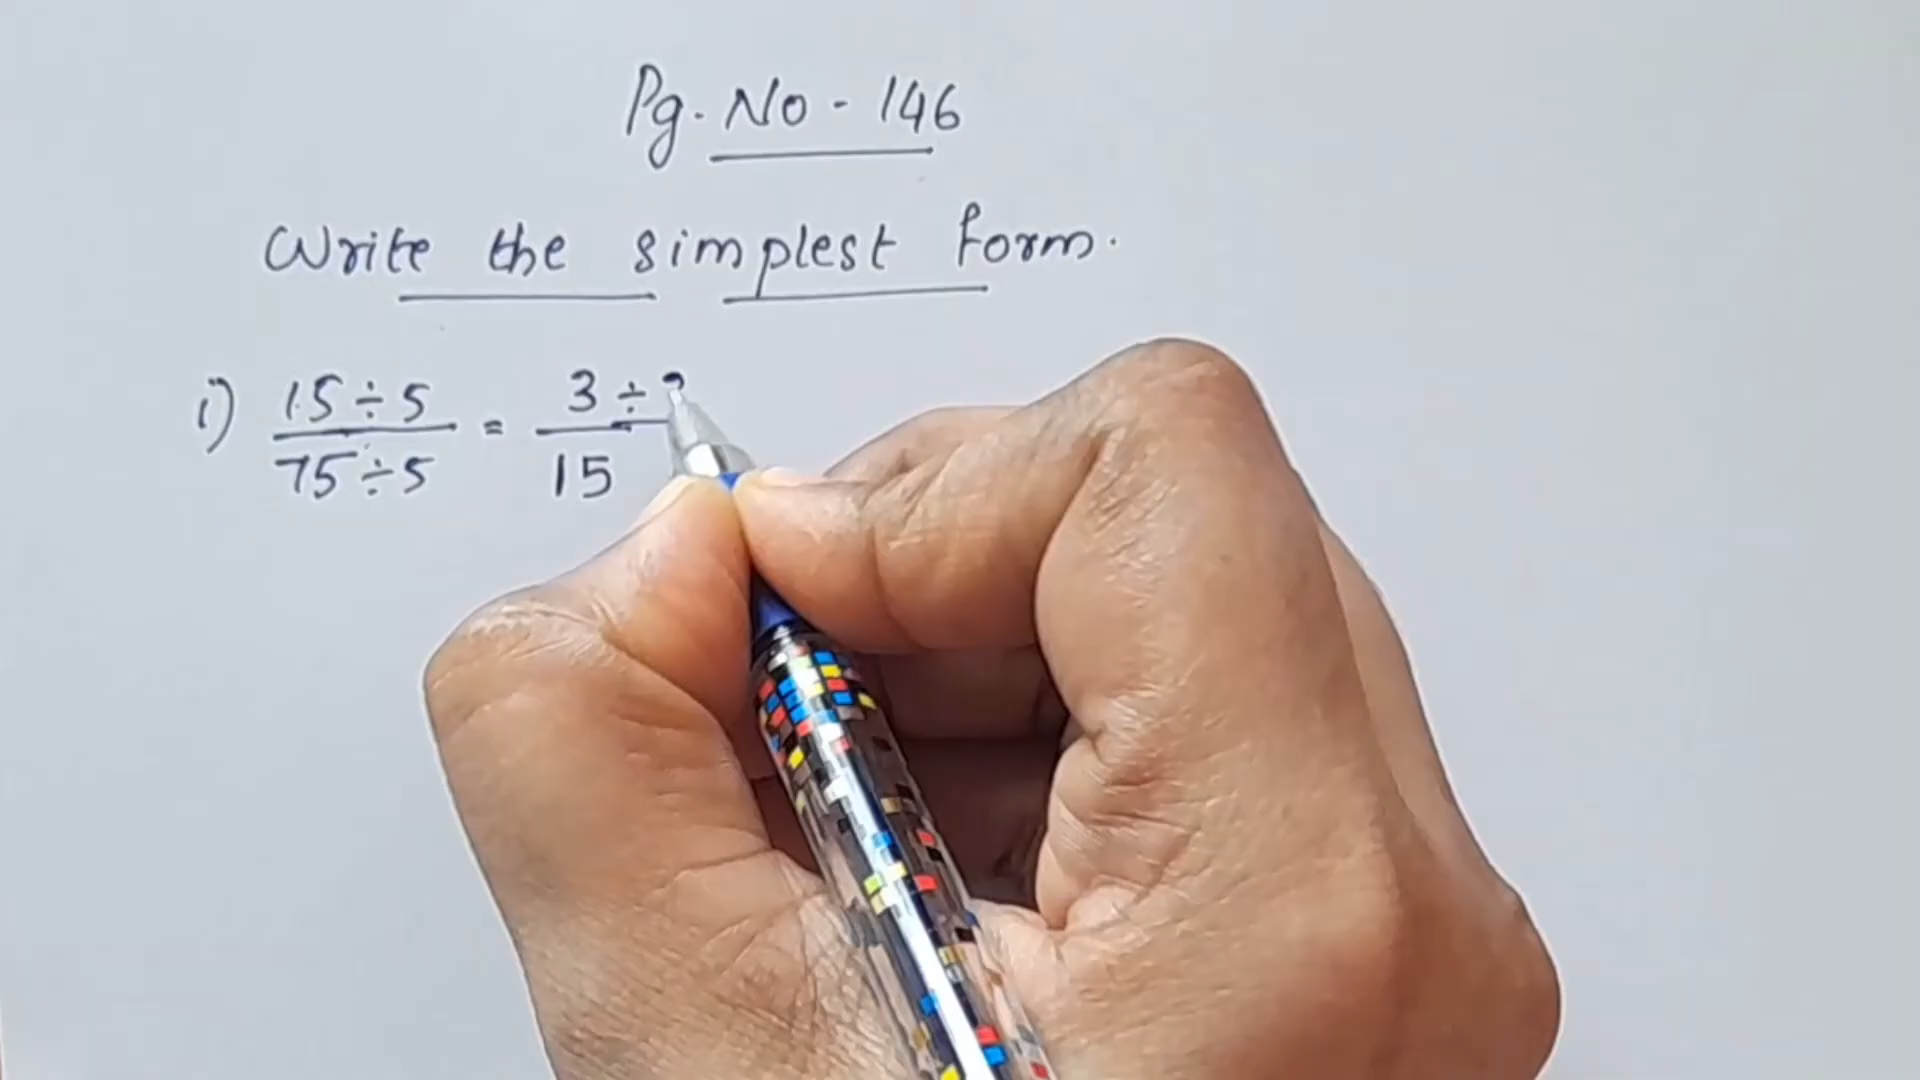 Pg. No - 146
Write the simplest form.
i) 15÷5 / 75÷5 = 3÷ / 15